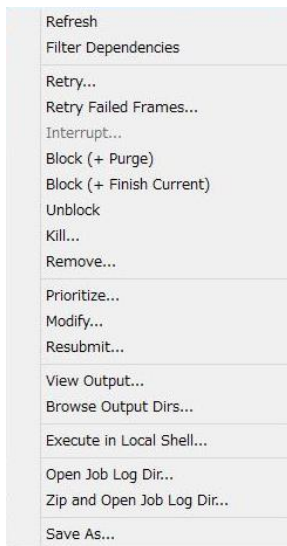 Refresh
Filter Dependencies
Retry...
Retry Failed Frames...
Interrupt...
Block (+ Purge)
Block (+ Finish Current)
Unblock
Kill...
Remove...
Prioritize...
Modify...
Resubmit...
View Output...
Browse Output Dirs...
Execute in Local Shell...
Open Job Log Dir...
Zip and Open Job Log Dir...
Save As...